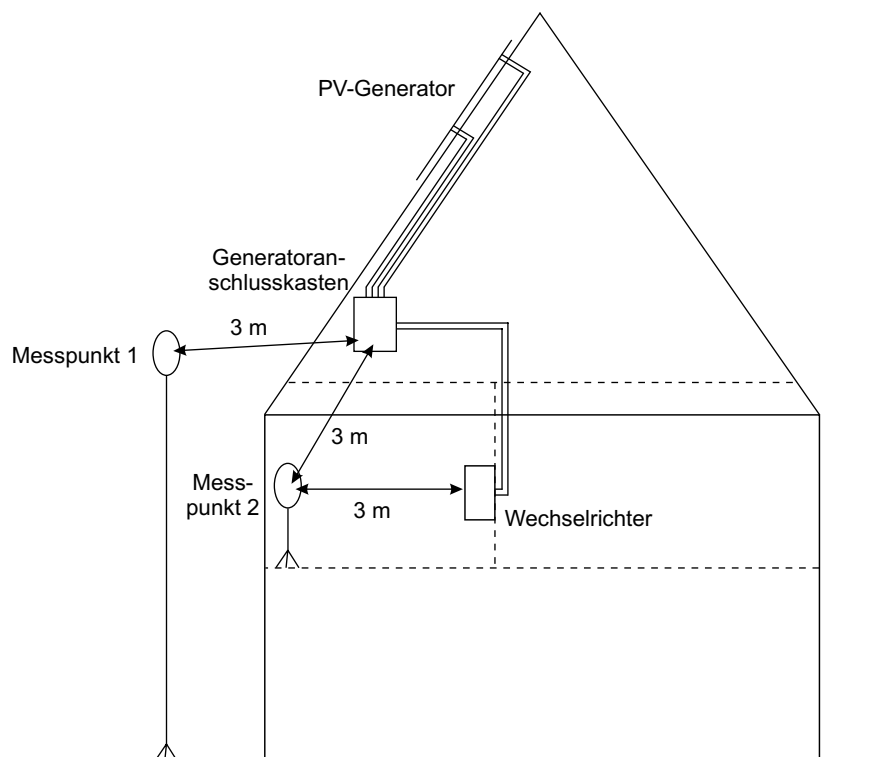 PV-Generator
Generatoran-
schlusskasten
3 m
Messpunkt 1
3 m
Mess-
punkt 2
3 m
Wechselrichter